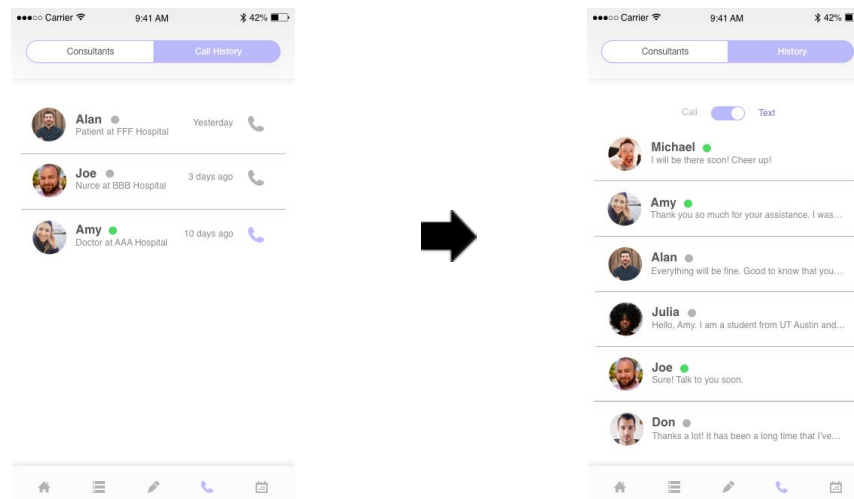 Carrier 9:41 AM 42%
Consultants Call History
Alan
Patient at FFF Hospital
Yesterday
Joe
Nurce at BBB Hospital
3 days ago
Amy
Doctor at AAA Hospital
10 days ago
Carrier 9:41 AM 42%
Consultants History
Call Text
Michael
I will be there soon! Cheer up!
Amy
Thank you so much for your assistance. I was...
Alan
Everything will be fine. Good to know that you...
Julia
Hello, Amy. I am a student from UT Austin and...
Joe
Sure! Talk to you soon.
Don
Thanks a lot! It has been a long time that I've...